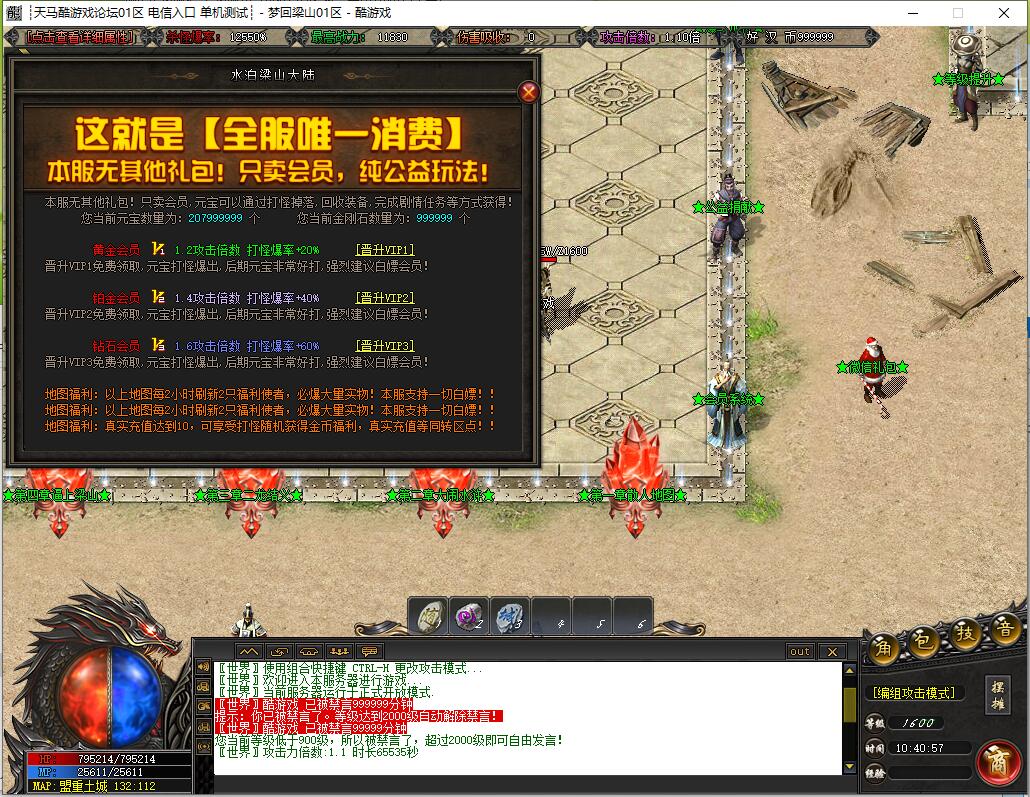 天马酷游戏论坛01区 电信入口 单机测试 - 梦回梁山01区 - 酷游戏
[点击查看详细属性] 杀怪爆率: 12550% 最高战力: 11830 伤害吸收: 0 攻击倍数: 1.10倍 好 汉 币999999
水泊梁山大陆
★等级提升★
这就是【全服唯一消费】
本服无其他礼包！只卖会员，纯公益玩法！
本服无其他礼包！只卖会员,元宝可以通过打怪掉落,回收装备,完成剧情任务等方式获得!
您当前元宝数量为: 207999999 个 您当前金刚石数量为: 999999 个
★公益捐献★
黄金会员 V1 1.2攻击倍数 打怪爆率+20% [晋升VIP1]
晋升VIP1免费领取,元宝打怪爆出,后期元宝非常好打,强烈建议白嫖会员!
铂金会员 V2 1.4攻击倍数 打怪爆率+40% [晋升VIP2]
晋升VIP2免费领取,元宝打怪爆出,后期元宝非常好打,强烈建议白嫖会员!
钻石会员 V3 1.6攻击倍数 打怪爆率+60% [晋升VIP3]
晋升VIP3免费领取,元宝打怪爆出,后期元宝非常好打,强烈建议白嫖会员!
★微信礼包★
地图福利: 以上地图每2小时刷新2只福利使者, 必爆大量实物! 本服支持一切白嫖! !
地图福利: 以上地图每2小时刷新2只福利使者, 必爆大量实物! 本服支持一切白嫖! !
地图福利: 真实充值达到10, 可享受打怪随机获得金币福利, 真实充值等同转区点! !
★会员系统★
★第四章逼上梁山★ ★第三章二龙结义★ ★第二章大闹水浒★ ★第一章散人地图★
1 2 3 4 5 6
角 包 技 音
out X
〖世界〗使用组合快捷键 CTRL-H 更改攻击模式...
〖世界〗欢迎进入本服务器进行游戏...
〖世界〗当前服务器运行于正式开放模式.
〖世界〗酷游戏 已被禁言999999分钟
提示: 你已被禁言了。等级达到2000级自动解除禁言!
〖世界〗酷游戏 已被禁言99999分钟
您当前等级低于900级, 所以被禁言了, 超过2000级即可自由发言!
〖世界〗攻击力倍数:1.1 时长65535秒
[编组攻击模式]
摆摊
等级 1600
时间 10:40:57
经验
商
HP: 795214/795214
MP: 25611/25611
MAP: 盟重土城 132:112